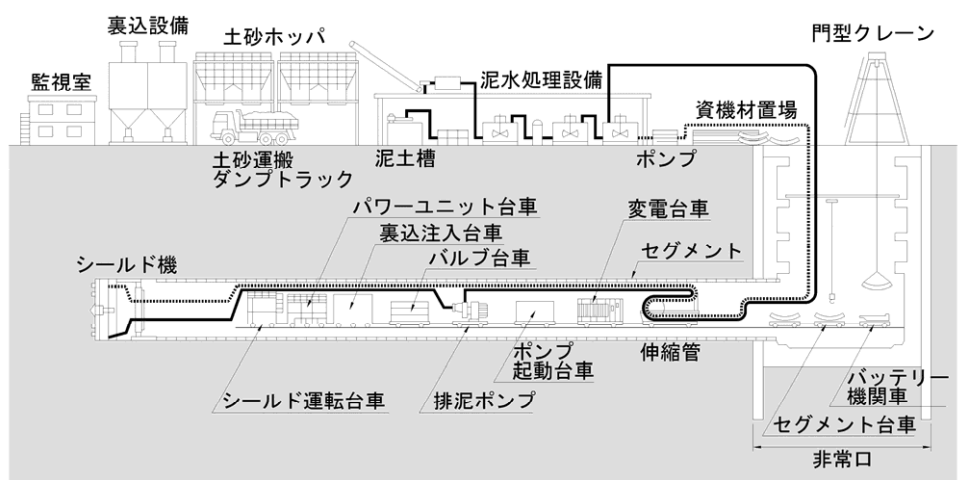 裏込設備
土砂ホッパ
門型クレーン
監視室
泥水処理設備
資機材置場
土砂運搬
ダンプトラック
泥土槽
ポンプ
パワーユニット台車
変電台車
裏込注入台車
セグメント
バルブ台車
シールド機
ポンプ
起動台車
伸縮管
シールド運転台車
排泥ポンプ
バッテリー
機関車
セグメント台車
非常口